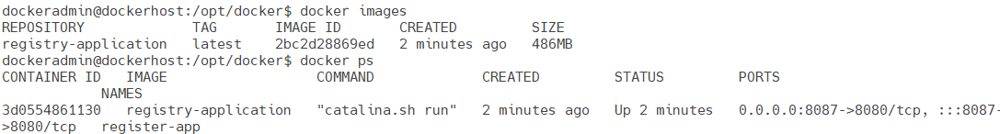 dockeradmin@dockerhost:/opt/docker$ docker images
REPOSITORY             TAG       IMAGE ID       CREATED         SIZE
registry-application   latest    2bc2d28869ed   2 minutes ago   486MB
dockeradmin@dockerhost:/opt/docker$ docker ps
CONTAINER ID   IMAGE                  COMMAND             CREATED         STATUS         PORTS
             NAMES
3d0554861130   registry-application   "catalina.sh run"   2 minutes ago   Up 2 minutes   0.0.0.0:8087->8080/tcp, :::8087-
>8080/tcp   register-app